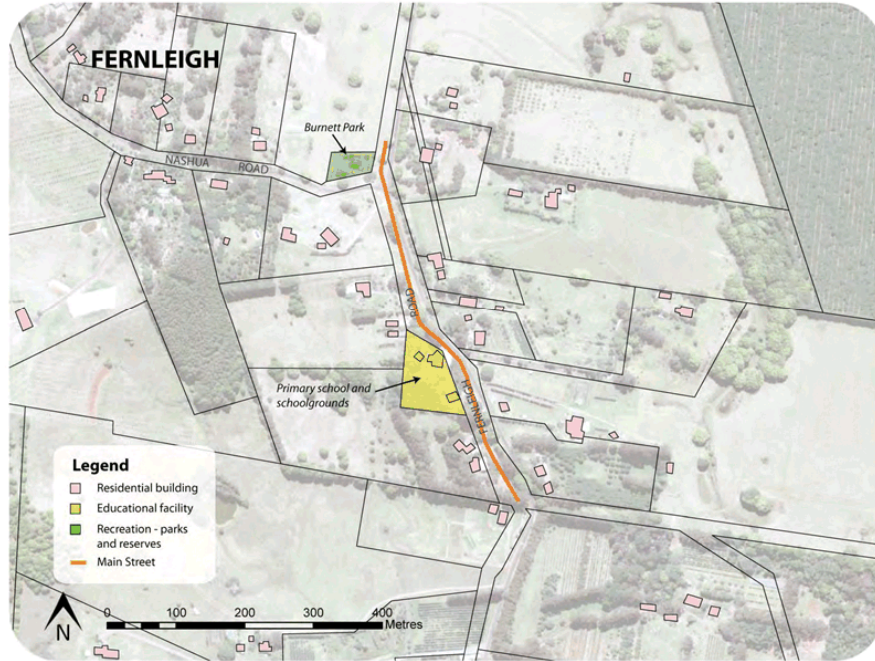 FERNLEIGH
Burnett Park
NASHUA ROAD
ROAD
Primary school and
schoolgrounds
FERNLEIGH
Legend
Residential building
Educational facility
Recreation - parks
and reserves
Main Street
N
0 100 200 300 400
Metres